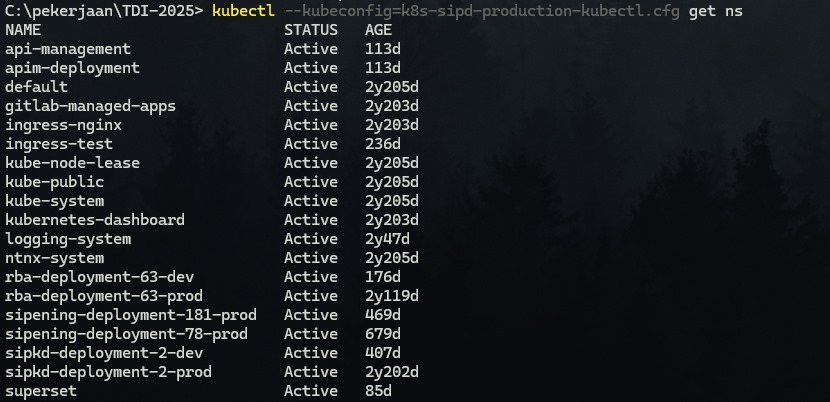 C:\pekerjaan\TDI-2025> kubectl --kubeconfig=k8s-sipd-production-kubectl.cfg get ns
NAME STATUS AGE
api-management Active 113d
apim-deployment Active 113d
default Active 2y205d
gitlab-managed-apps Active 2y203d
ingress-nginx Active 2y203d
ingress-test Active 236d
kube-node-lease Active 2y205d
kube-public Active 2y205d
kube-system Active 2y205d
kubernetes-dashboard Active 2y203d
logging-system Active 2y47d
ntnx-system Active 2y205d
rba-deployment-63-dev Active 176d
rba-deployment-63-prod Active 2y119d
sipening-deployment-181-prod Active 469d
sipening-deployment-78-prod Active 679d
sipkd-deployment-2-dev Active 407d
sipkd-deployment-2-prod Active 2y202d
superset Active 85d